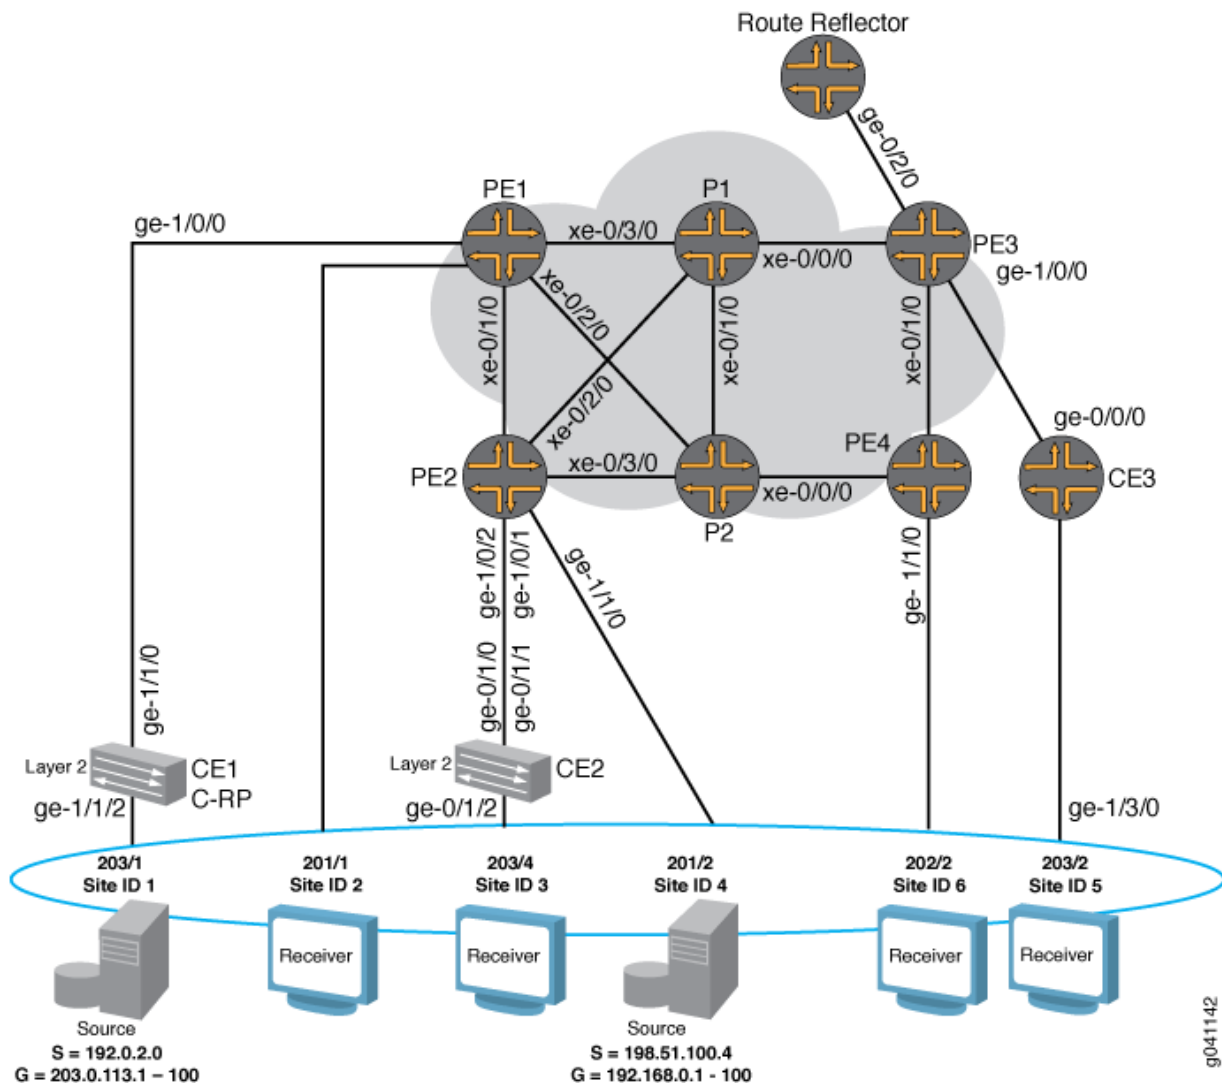 Route Reflector
ge-0/2/0
PE1
P1
ge-1/0/0
xe-0/3/0
xe-0/0/0
PE3
ge-1/0/0
xe-0/1/0
xe-0/2/0
xe-0/2/0
xe-0/1/0
xe-0/1/0
ge-0/0/0
PE2
xe-0/3/0
P2
xe-0/0/0
PE4
CE3
ge-1/0/2
ge-1/0/1
ge-1/1/0
ge- 1/1/0
ge-1/1/0
ge-0/1/0
ge-0/1/1
Layer 2
CE1
C-RP
Layer 2
CE2
ge-1/1/2
ge-0/1/2
ge-1/3/0
203/1
Site ID 1
201/1
Site ID 2
203/4
Site ID 3
201/2
Site ID 4
202/2
Site ID 6
203/2
Site ID 5
Receiver
Receiver
Receiver
Receiver
Source
S = 192.0.2.0
G = 203.0.113.1 – 100
Source
S = 198.51.100.4
G = 192.168.0.1 - 100
g041142